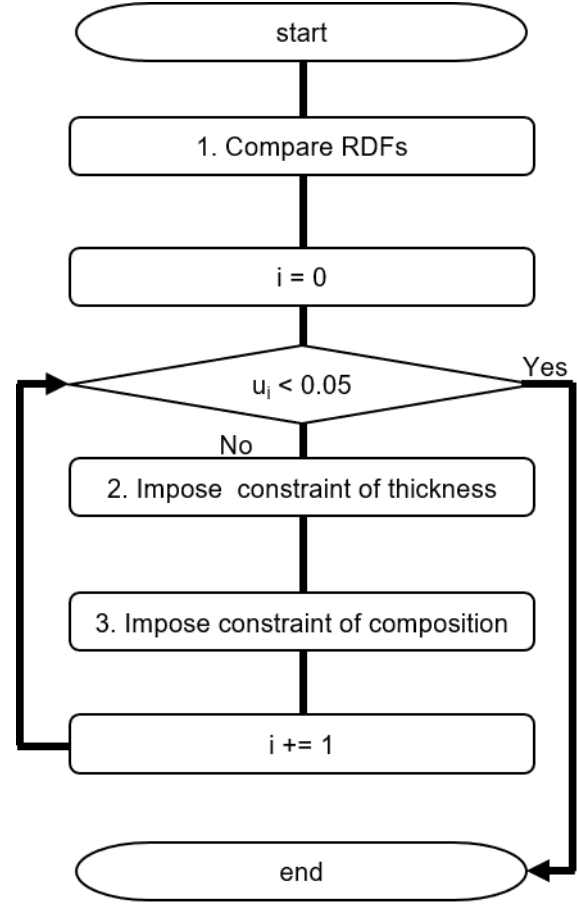 start
1. Compare RDFs
i = 0
uᵢ < 0.05
Yes
No
2. Impose  constraint of thickness
3. Impose constraint of composition
i += 1
end